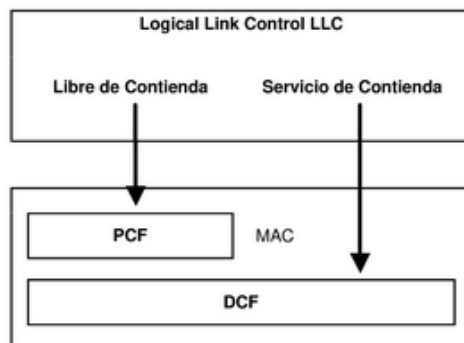 Logical Link Control LLC
Libre de Contienda Servicio de Contienda
PCF MAC
DCF